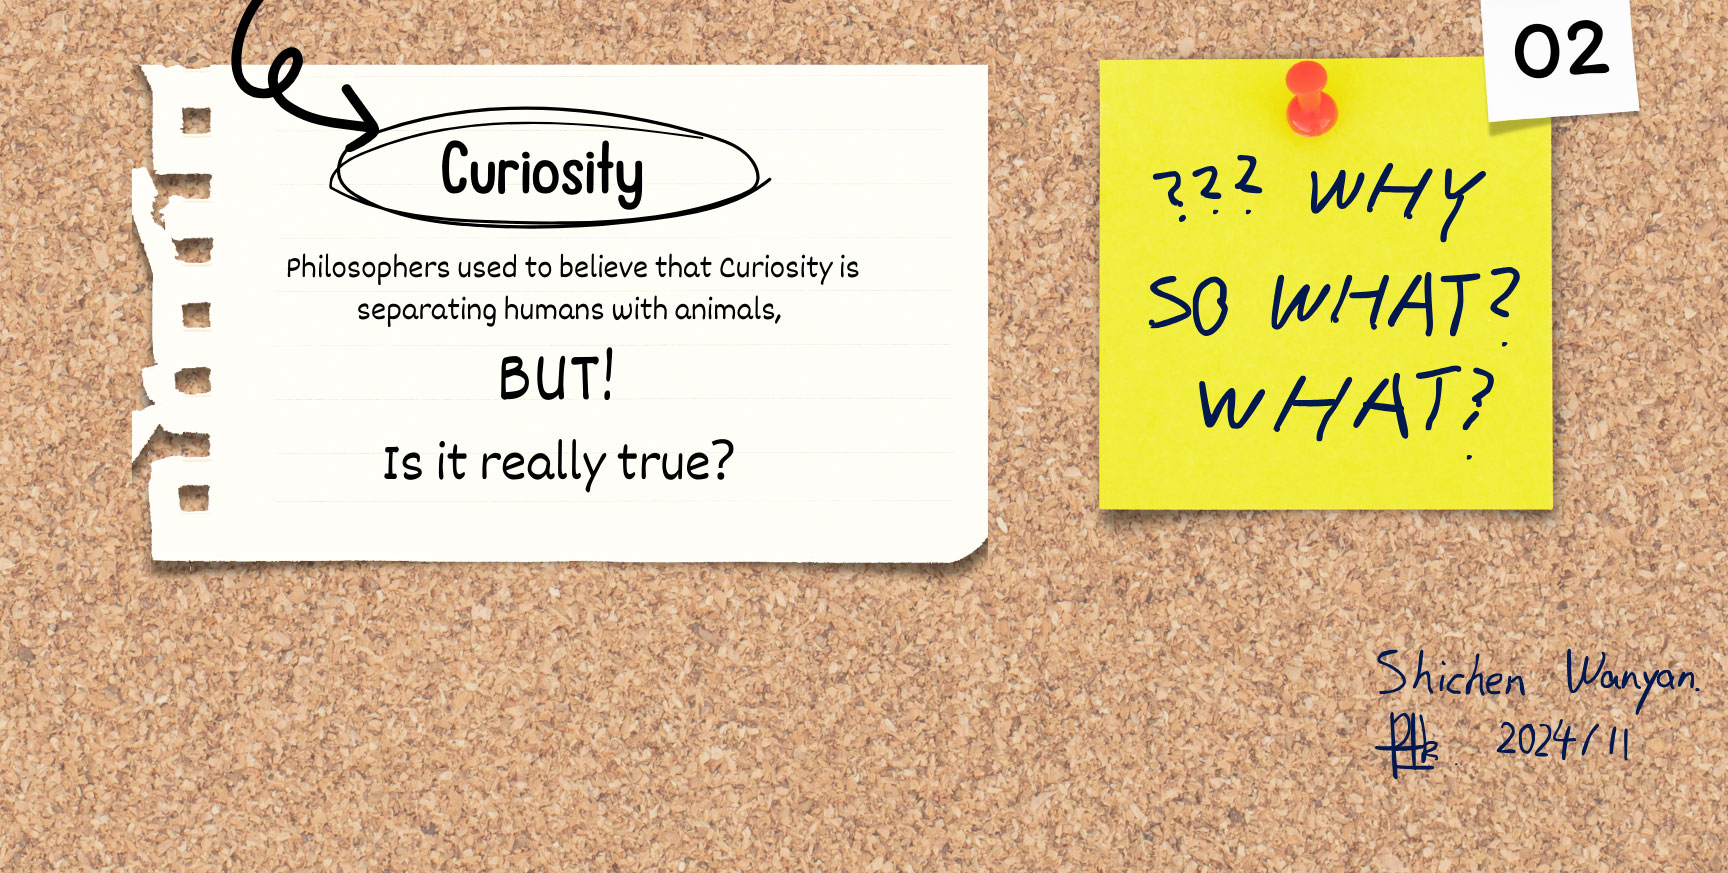 Curiosity
Philosophers used to believe that Curiosity is
separating humans with animals,
BUT!
Is it really true?
02
??? WHY
SO WHAT?
WHAT?
Shichen Wanyan.
2024/11